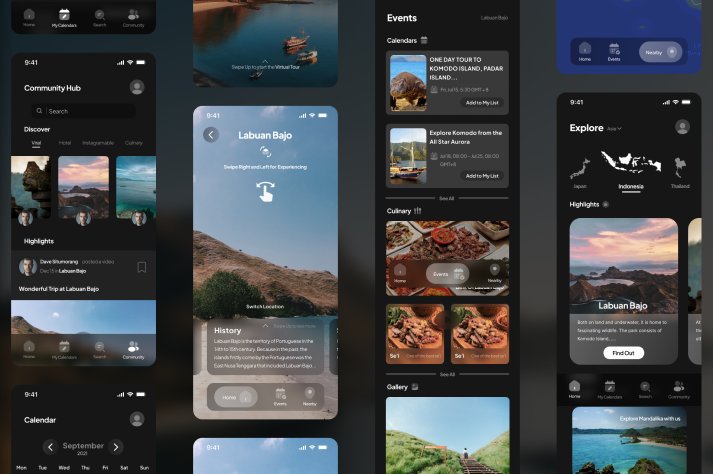 Home
My Calendars
Search
Community
9:41
Community Hub
Search
Discover
Viral
Hotel
Instagramable
Culinary
Highlights
Dave Situmorang posted a video
Dec 15 in Labuan Bajo
Wonderful Trip at Labuan Bajo
Home
My Calendars
Search
Community
9:41
Calendar
September
2021
Mon Tue Wed Thu Fri Sat Sun
Swipe Up to start the Virtual Tour
9:41
Labuan Bajo
Swipe Right and Left for Experiencing
Switch Location
Swipe Up to see more
History
Labuan Bajo is the territory of Portuguese in the
14th to 15th century. Because in the past, the
islands firstly come by the Portuguese was the
East Nusa Tenggara that included Labuan Bajo...
Home
Events
Nearby
9:41
Events
Labuan Bajo
Calendars
ONE DAY TOUR TO
KOMODO ISLAND, PADAR
ISLAND...
Fri, Jul 15, 5:30 GMT+8
Add to My List
Explore Komodo from the
All Star Aurora
Jul 18, 08:00 - Jul 25, 08:00
GMT+8
Add to My List
See All
Culinary
Home
Events
Nearby
Se'i
One of the best se'i
Se'i
One of the best se'i
See All
Gallery
Home
Events
Nearby
9:41
Explore
Asia
Japan
Indonesia
Thailand
Highlights
Labuan Bajo
Both on land and underwater, it is home to
fascinating wildlife. The park consists of
Komodo Island, ....
Find Out
Home
My Calendars
Search
Community
Explore Mandalika with us